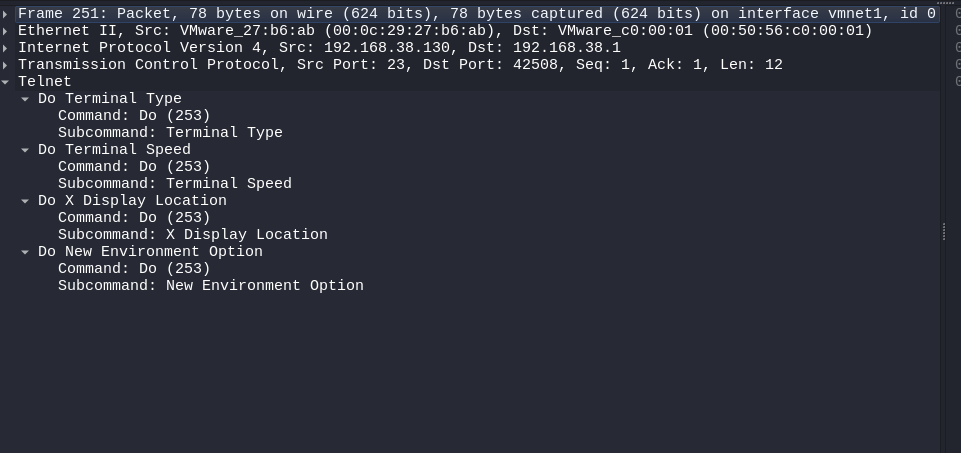 Frame 251: Packet, 78 bytes on wire (624 bits), 78 bytes captured (624 bits) on interface vmnet1, id 0
Ethernet II, Src: VMware_27:b6:ab (00:0c:29:27:b6:ab), Dst: VMware_c0:00:01 (00:50:56:c0:00:01)
Internet Protocol Version 4, Src: 192.168.38.130, Dst: 192.168.38.1
Transmission Control Protocol, Src Port: 23, Dst Port: 42508, Seq: 1, Ack: 1, Len: 12
Telnet
Do Terminal Type
Command: Do (253)
Subcommand: Terminal Type
Do Terminal Speed
Command: Do (253)
Subcommand: Terminal Speed
Do X Display Location
Command: Do (253)
Subcommand: X Display Location
Do New Environment Option
Command: Do (253)
Subcommand: New Environment Option